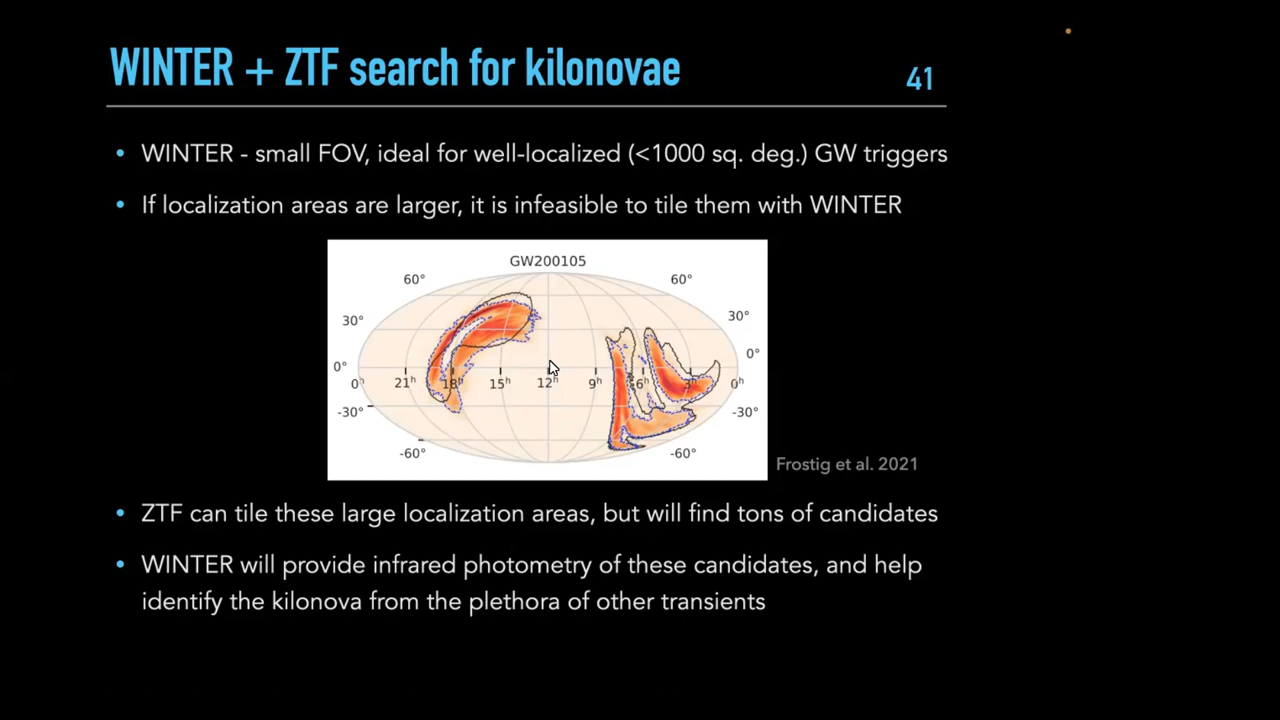 WINTER + ZTF search for kilonovae
41
• WINTER - small FOV, ideal for well-localized (<1000 sq. deg.) GW triggers
• If localization areas are larger, it is infeasible to tile them with WINTER
GW200105
60° 60°
30° 30°
0° 0°
0h 21h 18h 15h 12h 9h 6h 3h 0h
-30° -30°
-60° -60°
Frostig et al. 2021
• ZTF can tile these large localization areas, but will find tons of candidates
• WINTER will provide infrared photometry of these candidates, and help
identify the kilonova from the plethora of other transients